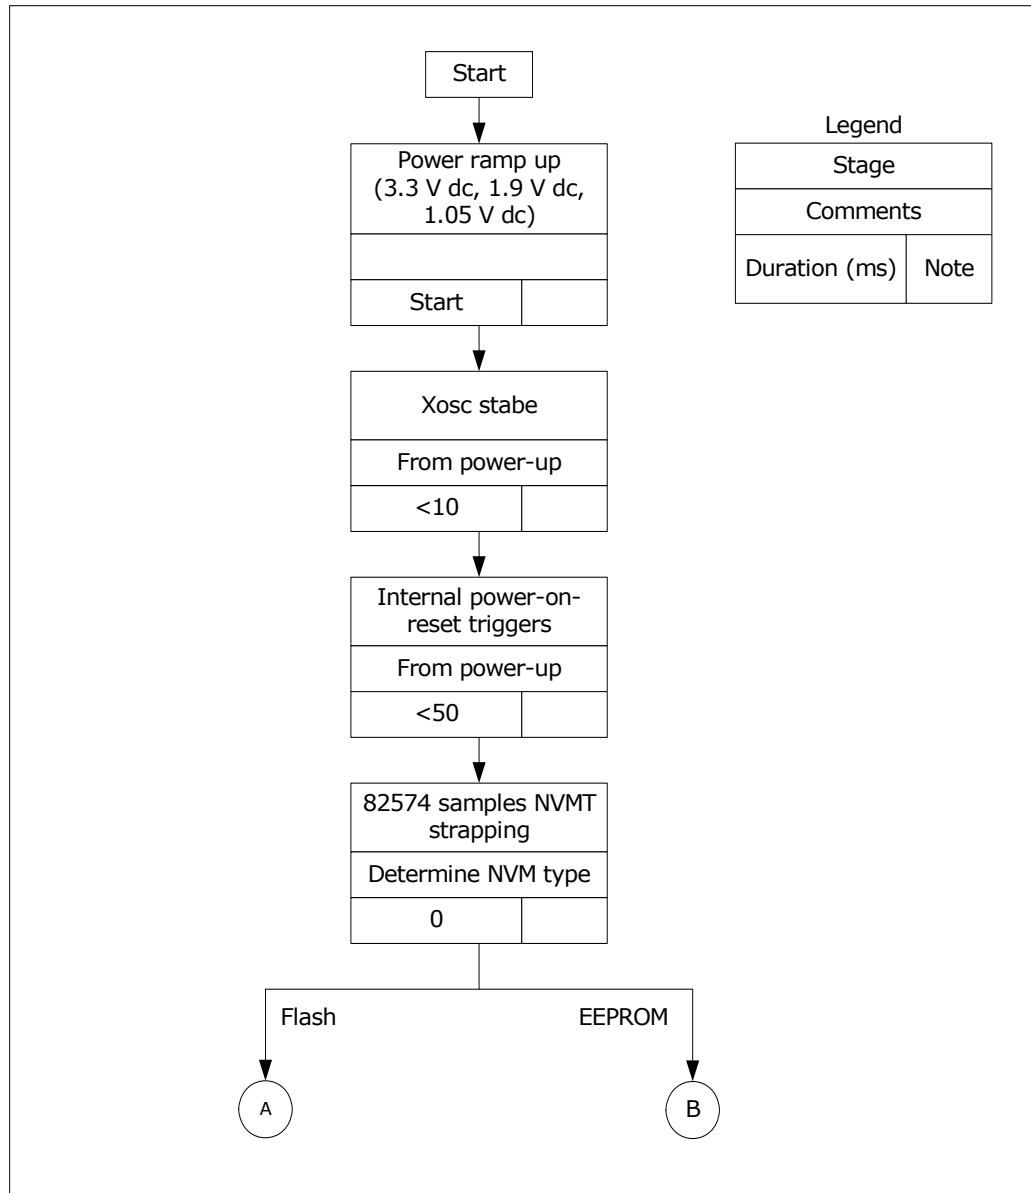 Start
Power ramp up
(3.3 V dc, 1.9 V dc,
1.05 V dc)
Start
Legend
Stage
Comments
Duration (ms)
Note
Xosc stabe
From power-up
<10
Internal power-on-
reset triggers
From power-up
<50
82574 samples NVMT
strapping
Determine NVM type
0
Flash
EEPROM
A
B